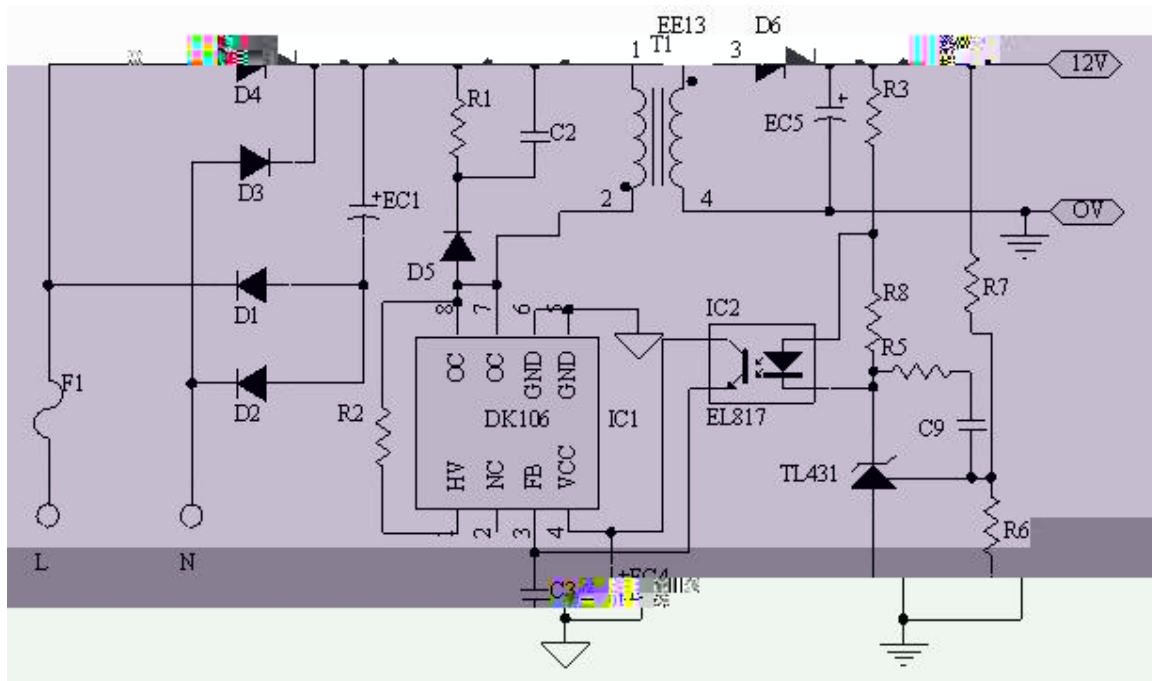 EE13 D6
1 T1 3
12V
D4 R1 R3
C2 EC5 +
D3
+EC1 2 4 0V
D5
D1 R7
8 7 6 5 IC2 R8
R5
F1 OC OC GND GND
D2 R2 DK106 IC1 EL817 C9
TL431
HV NC FB VCC
R6
1 2 3 4
L N
C3 +EC4